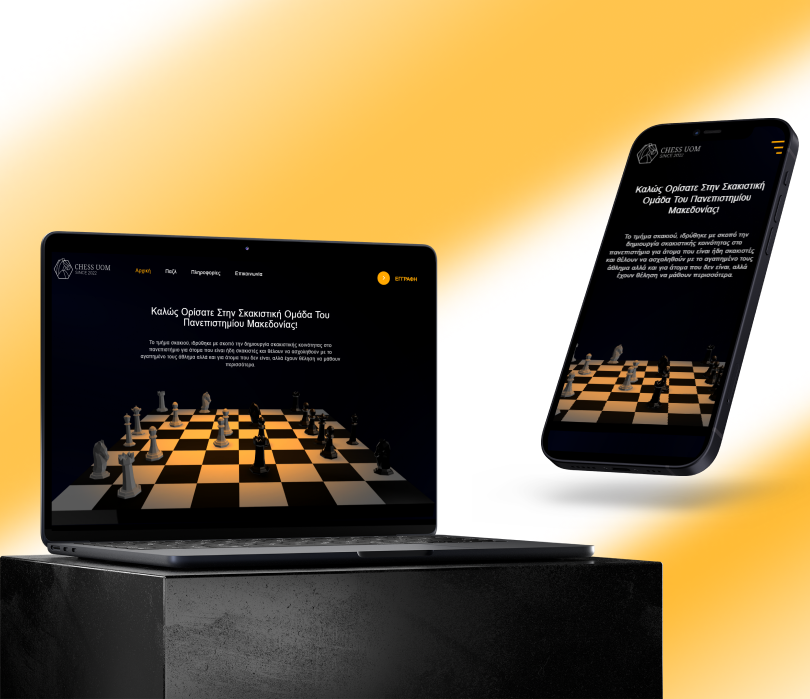 CHESS UOM
SINCE 2022
Αρχική Παζλ Πληροφορίες Επικοινωνία
ΕΓΓΡΑΦΗ
Καλώς Ορίσατε Στην Σκακιστική Ομάδα Του
Πανεπιστημίου Μακεδονίας!
Το τμήμα σκακιού, ιδρύθηκε με σκοπό την δημιουργία σκακιστικής κοινότητας στο
πανεπιστήμιο για άτομα που είναι ήδη σκακιστές και θέλουν να ασχοληθούν με το
αγαπημένο τους άθλημα αλλά και για άτομα που δεν είναι, αλλά έχουν θέληση να μάθουν
περισσότερα.
CHESS UOM
SINCE 2022
Καλώς Ορίσατε Στην Σκακιστική
Ομάδα Του Πανεπιστημίου
Μακεδονίας!
Το τμήμα σκακιού, ιδρύθηκε με σκοπό την
δημιουργία σκακιστικής κοινότητας στο
πανεπιστήμιο για άτομα που είναι ήδη σκακιστές
και θέλουν να ασχοληθούν με το αγαπημένο τους
άθλημα αλλά και για άτομα που δεν είναι, αλλά
έχουν θέληση να μάθουν περισσότερα.